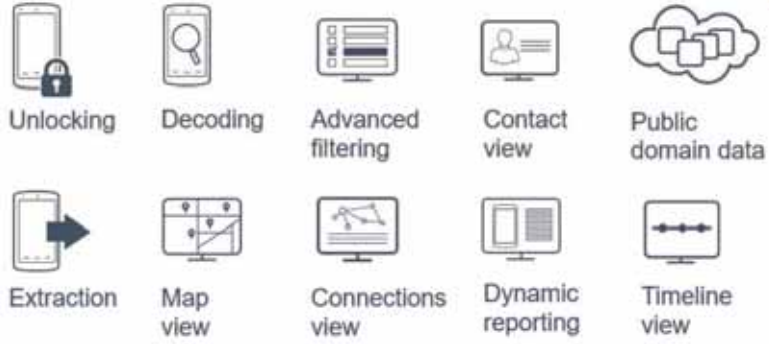 Unlocking
Decoding
Advanced
filtering
Contact
view
Public
domain data
Extraction
Map
view
Connections
view
Dynamic
reporting
Timeline
view